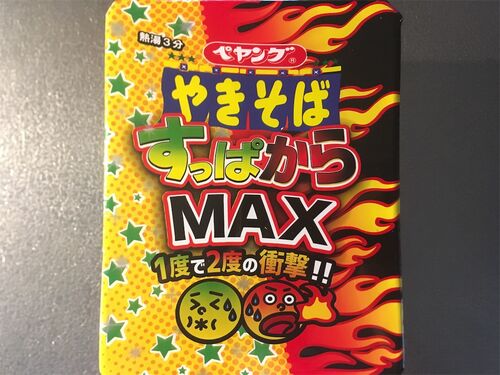 熱湯3分
ペヤング®
やきそば
すっぱから
MAX
1度で2度の衝撃!!